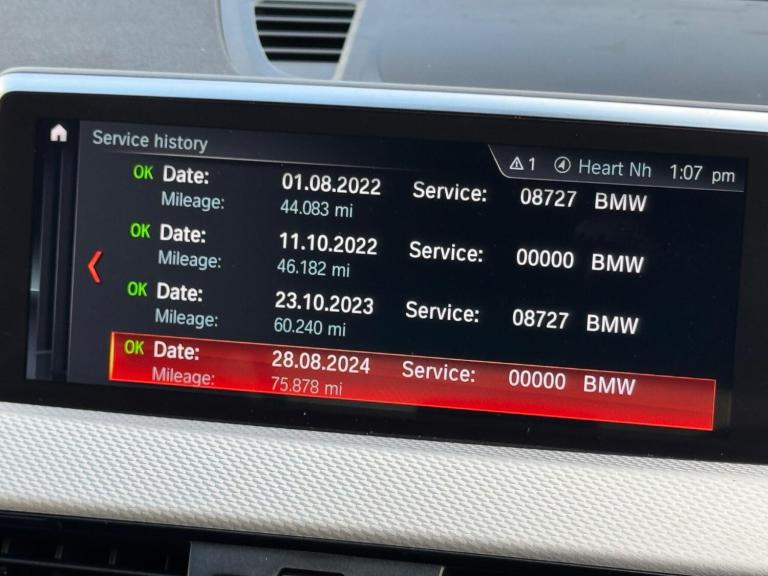 Service history
1 Heart Nh 1:07 pm
OK Date: 01.08.2022 Service: 08727 BMW
Mileage: 44.083 mi
OK Date: 11.10.2022 Service: 00000 BMW
Mileage: 46.182 mi
OK Date: 23.10.2023 Service: 08727 BMW
Mileage: 60.240 mi
OK Date: 28.08.2024 Service: 00000 BMW
Mileage: 75.878 mi